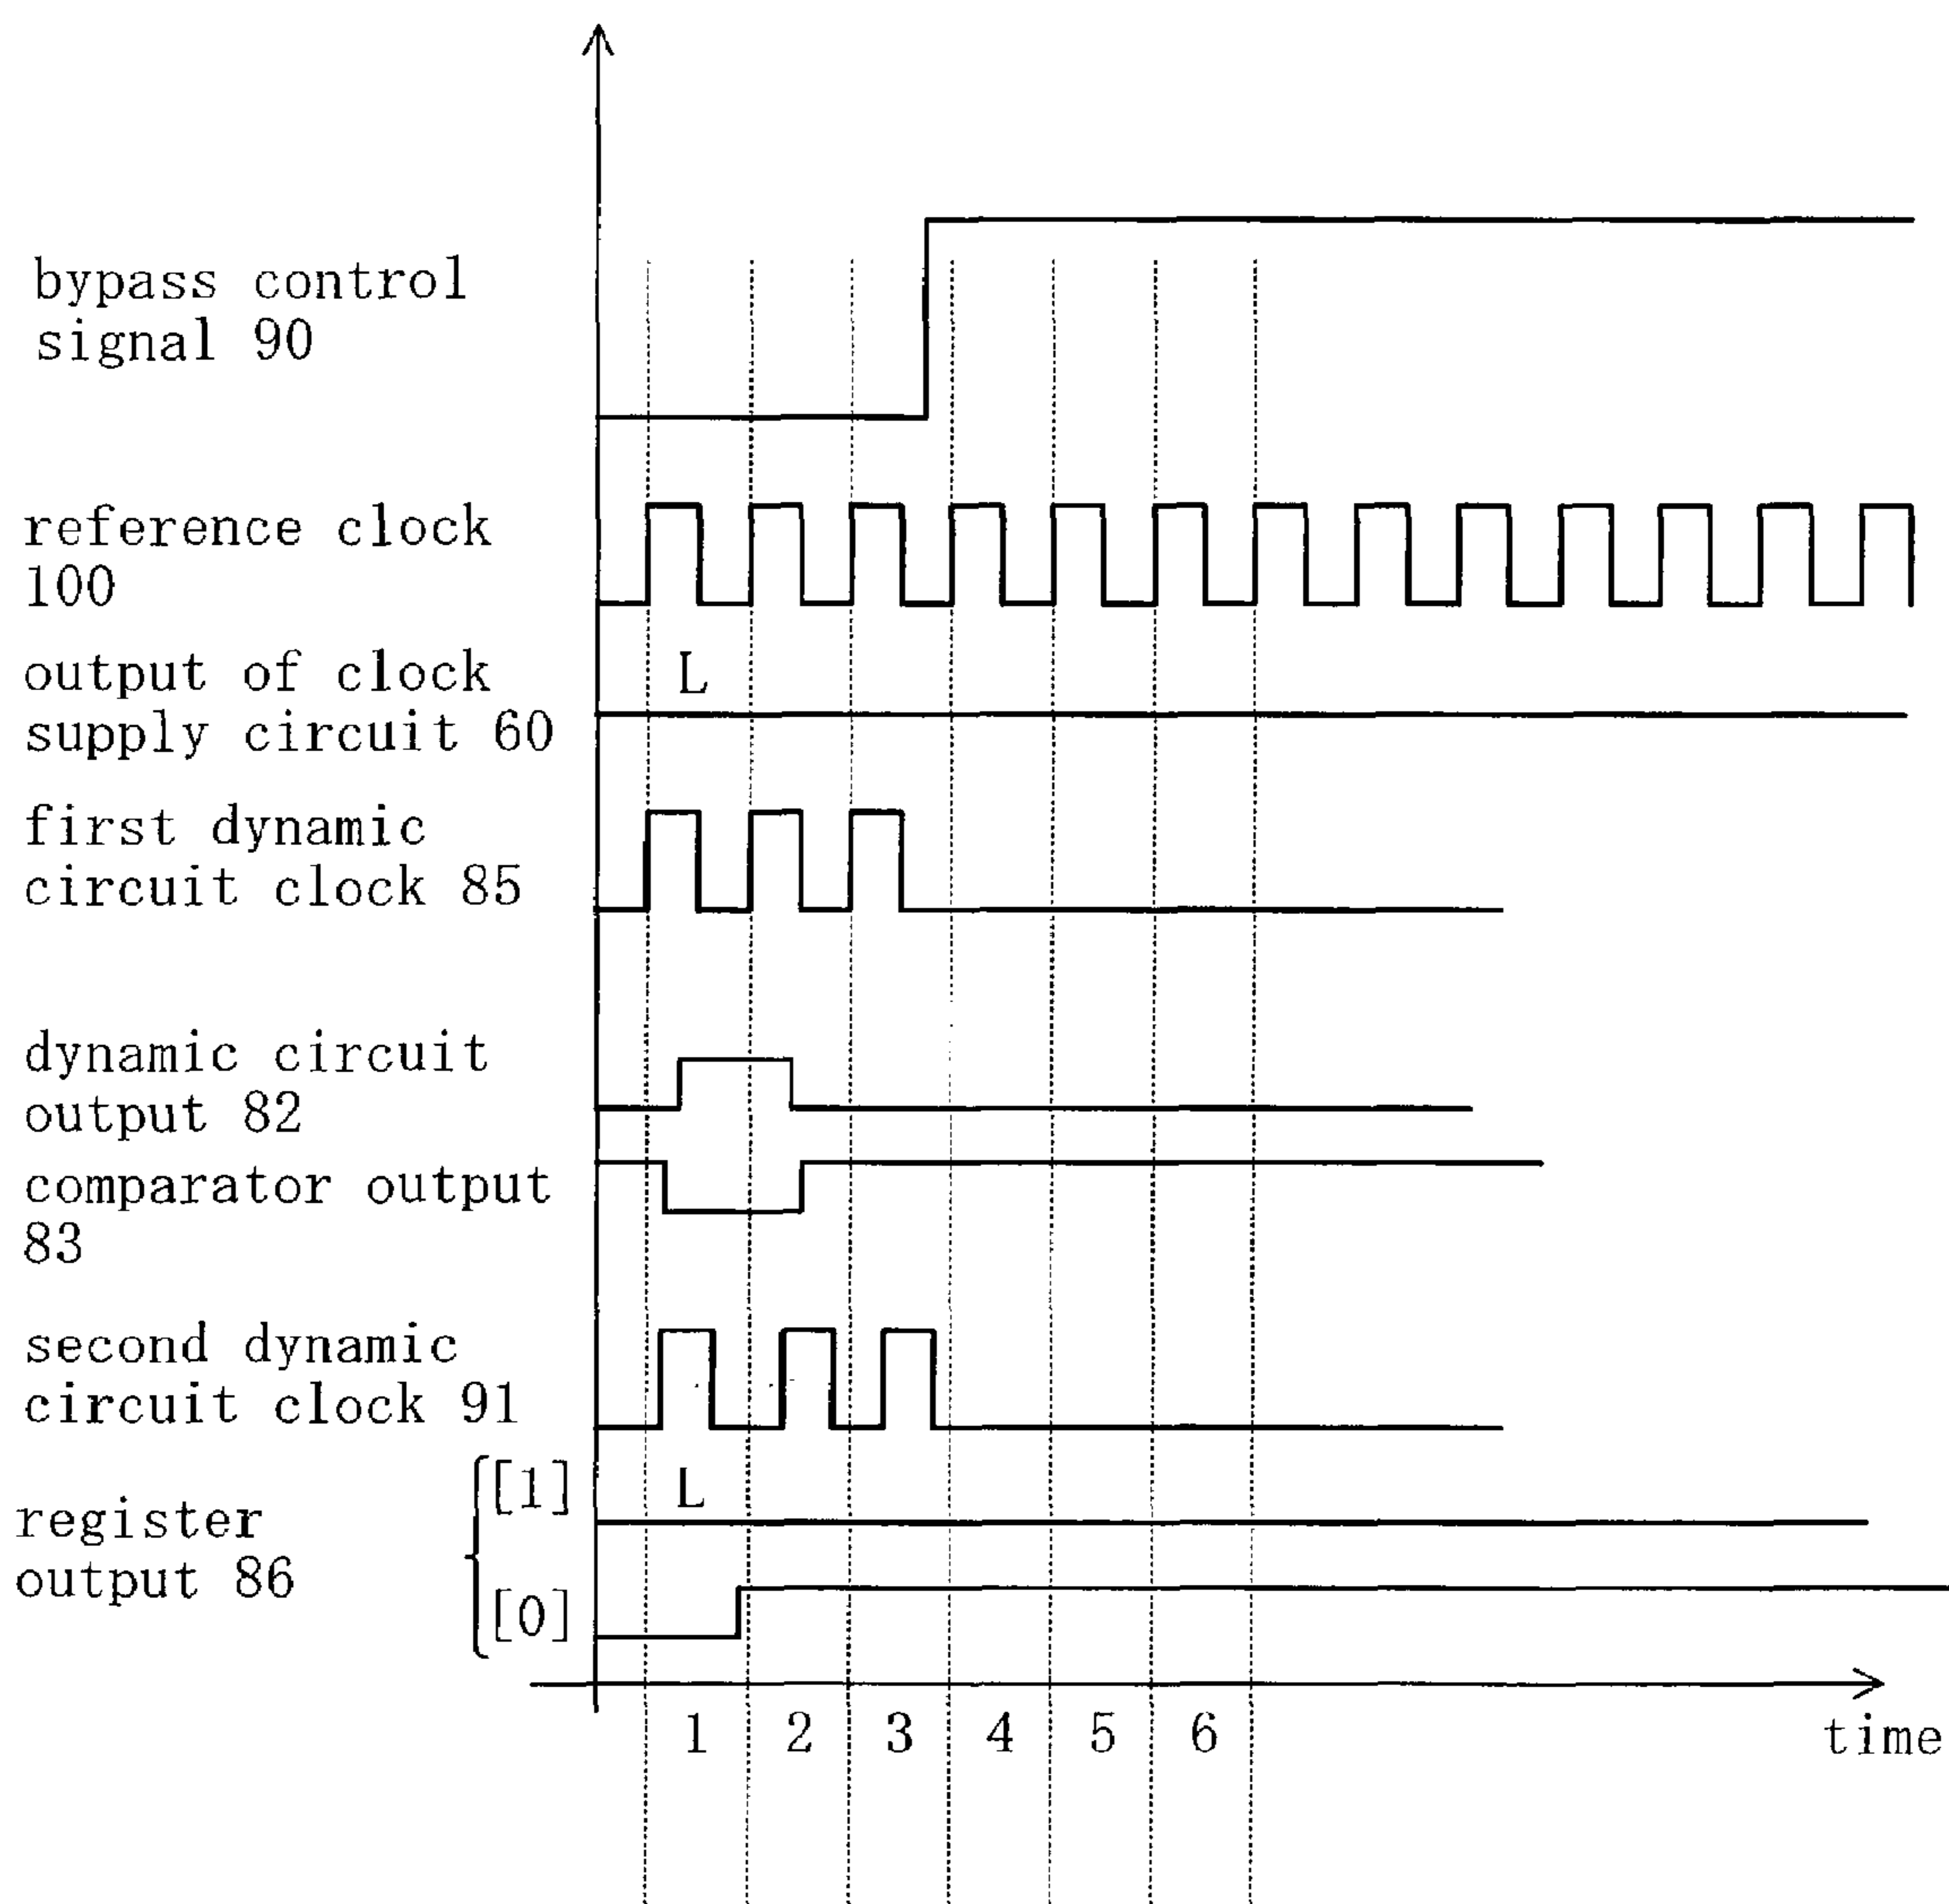 bypass control
signal 90
reference clock
100
output of clock
supply circuit 60
L
first dynamic
circuit clock 85
dynamic circuit
output 82
comparator output
83
second dynamic
circuit clock 91
register
output 86
[1]
L
[0]
1 2 3 4 5 6
time